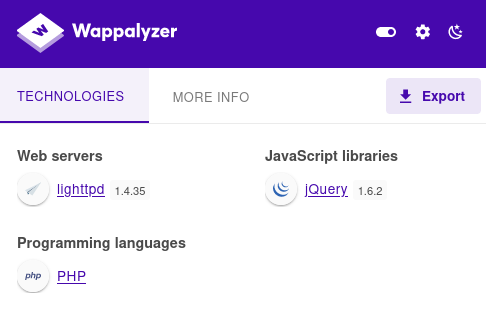 Wappalyzer
TECHNOLOGIES MORE INFO Export
Web servers
lighttpd 1.4.35
JavaScript libraries
jQuery 1.6.2
Programming languages
php PHP